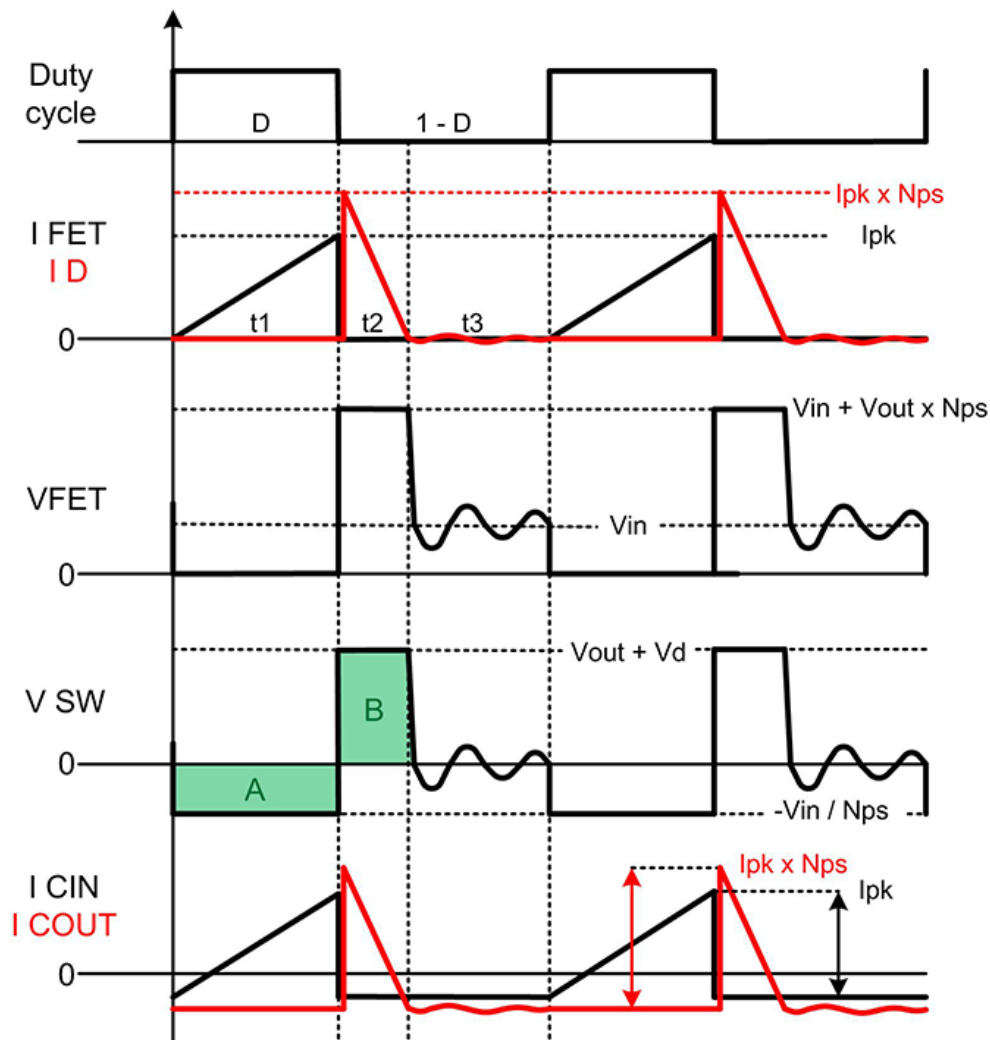 Duty
cycle
D
1 - D
Ipk x Nps
I FET
I D
Ipk
t1
t2
t3
0
Vin + Vout x Nps
VFET
Vin
0
Vout + Vd
V SW
B
0
A
-Vin / Nps
Ipk x Nps
I CIN
Ipk
I COUT
0